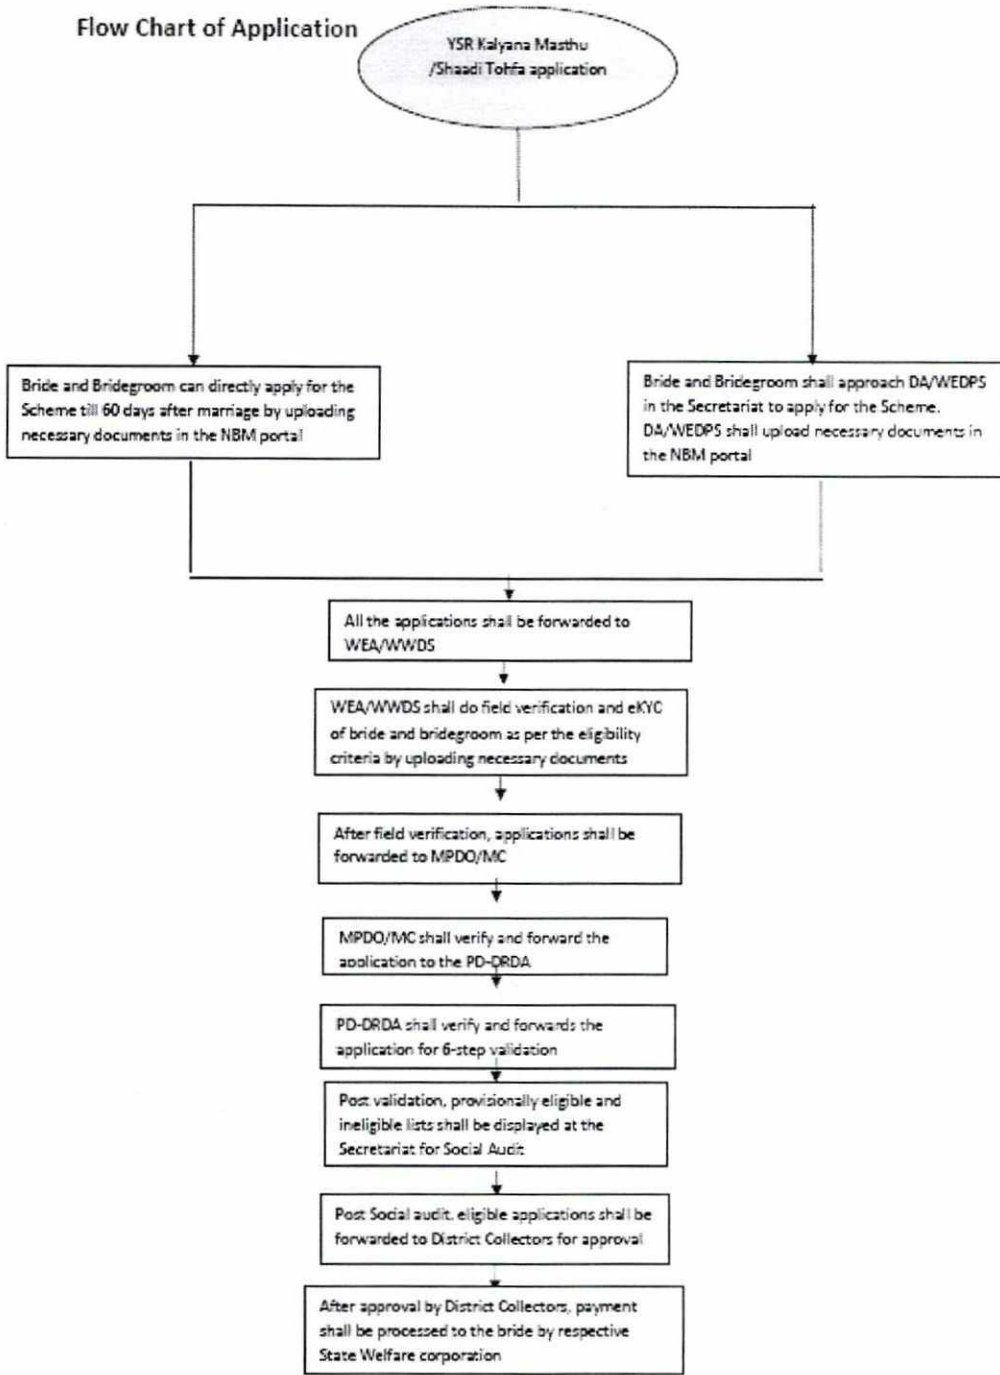 Flow Chart of Application
YSR Kalyana Masthu
/Shaadi Tohfa application
Bride and Bridegroom can directly apply for the
Scheme till 60 days after marriage by uploading
necessary documents in the NBM portal
Bride and Bridegroom shall approach DA/WEDPS
in the Secretariat to apply for the Scheme.
DA/WEDPS shall upload necessary documents in
the NBM portal
All the applications shall be forwarded to
WEA/WWDS
WEA/WWDS shall do field verification and eKYC
of bride and bridegroom as per the eligibility
criteria by uploading necessary documents
After field verification, applications shall be
forwarded to MPDO/MC
MPDO/MC shall verify and forward the
application to the PD-DRDA
PD-DRDA shall verify and forwards the
application for 6-step validation
Post validation, provisionally eligible and
ineligible lists shall be displayed at the
Secretariat for Social Audit
Post Social audit, eligible applications shall be
forwarded to District Collectors for approval
After approval by District Collectors, payment
shall be processed to the bride by respective
State Welfare corporation